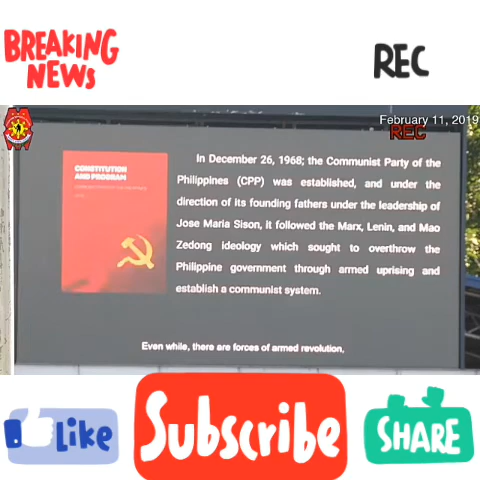 BREAKING
NEWS
REC
February 11, 2019
REC
CONSTITUTION
AND PROGRAM
In December 26, 1968; the Communist Party of the
Philippines (CPP) was established, and under the
direction of its founding fathers under the leadership of
Jose Maria Sison, it followed the Marx, Lenin, and Mao
Zedong ideology which sought to overthrow the
Philippine government through armed uprising and
establish a communist system.
Even while, there are forces of armed revolution,
Like
Subscribe
SHARE